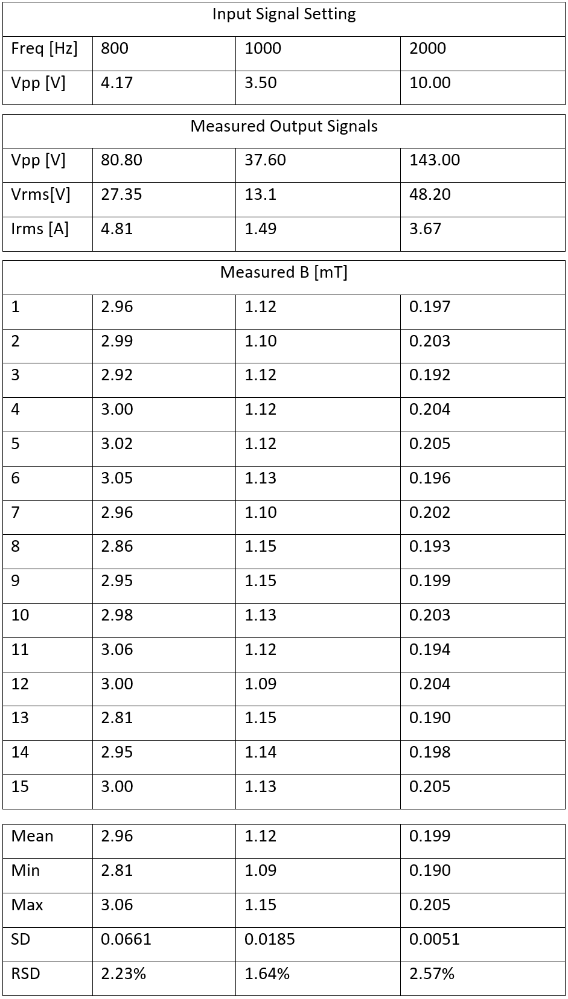 Input Signal Setting
Freq [Hz] 800 1000 2000
Vpp [V] 4.17 3.50 10.00
Measured Output Signals
Vpp [V] 80.80 37.60 143.00
Vrms[V] 27.35 13.1 48.20
Irms [A] 4.81 1.49 3.67
Measured B [mT]
1 2.96 1.12 0.197
2 2.99 1.10 0.203
3 2.92 1.12 0.192
4 3.00 1.12 0.204
5 3.02 1.12 0.205
6 3.05 1.13 0.196
7 2.96 1.10 0.202
8 2.86 1.15 0.193
9 2.95 1.15 0.199
10 2.98 1.13 0.203
11 3.06 1.12 0.194
12 3.00 1.09 0.204
13 2.81 1.15 0.190
14 2.95 1.14 0.198
15 3.00 1.13 0.205
Mean 2.96 1.12 0.199
Min 2.81 1.09 0.190
Max 3.06 1.15 0.205
SD 0.0661 0.0185 0.0051
RSD 2.23% 1.64% 2.57%